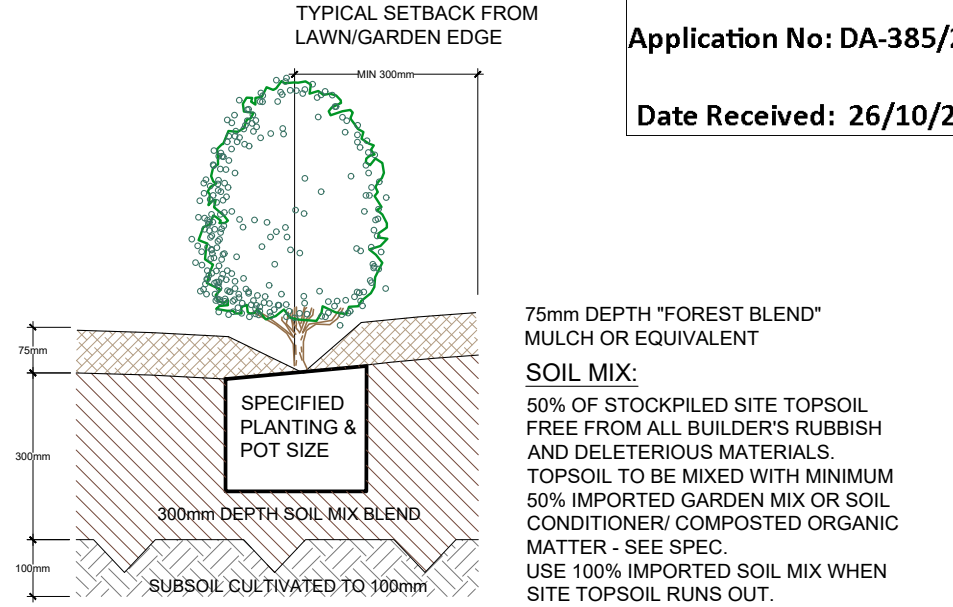 TYPICAL SETBACK FROM
LAWN/GARDEN EDGE
Application No: DA-385/2
Date Received: 26/10/2
MIN 300mm
75mm
300mm
100mm
SPECIFIED
PLANTING &
POT SIZE
300mm DEPTH SOIL MIX BLEND
SUBSOIL CULTIVATED TO 100mm
75mm DEPTH "FOREST BLEND"
MULCH OR EQUIVALENT
SOIL MIX:
50% OF STOCKPILED SITE TOPSOIL
FREE FROM ALL BUILDER'S RUBBISH
AND DELETERIOUS MATERIALS.
TOPSOIL TO BE MIXED WITH MINIMUM
50% IMPORTED GARDEN MIX OR SOIL
CONDITIONER/ COMPOSTED ORGANIC
MATTER - SEE SPEC.
USE 100% IMPORTED SOIL MIX WHEN
SITE TOPSOIL RUNS OUT.